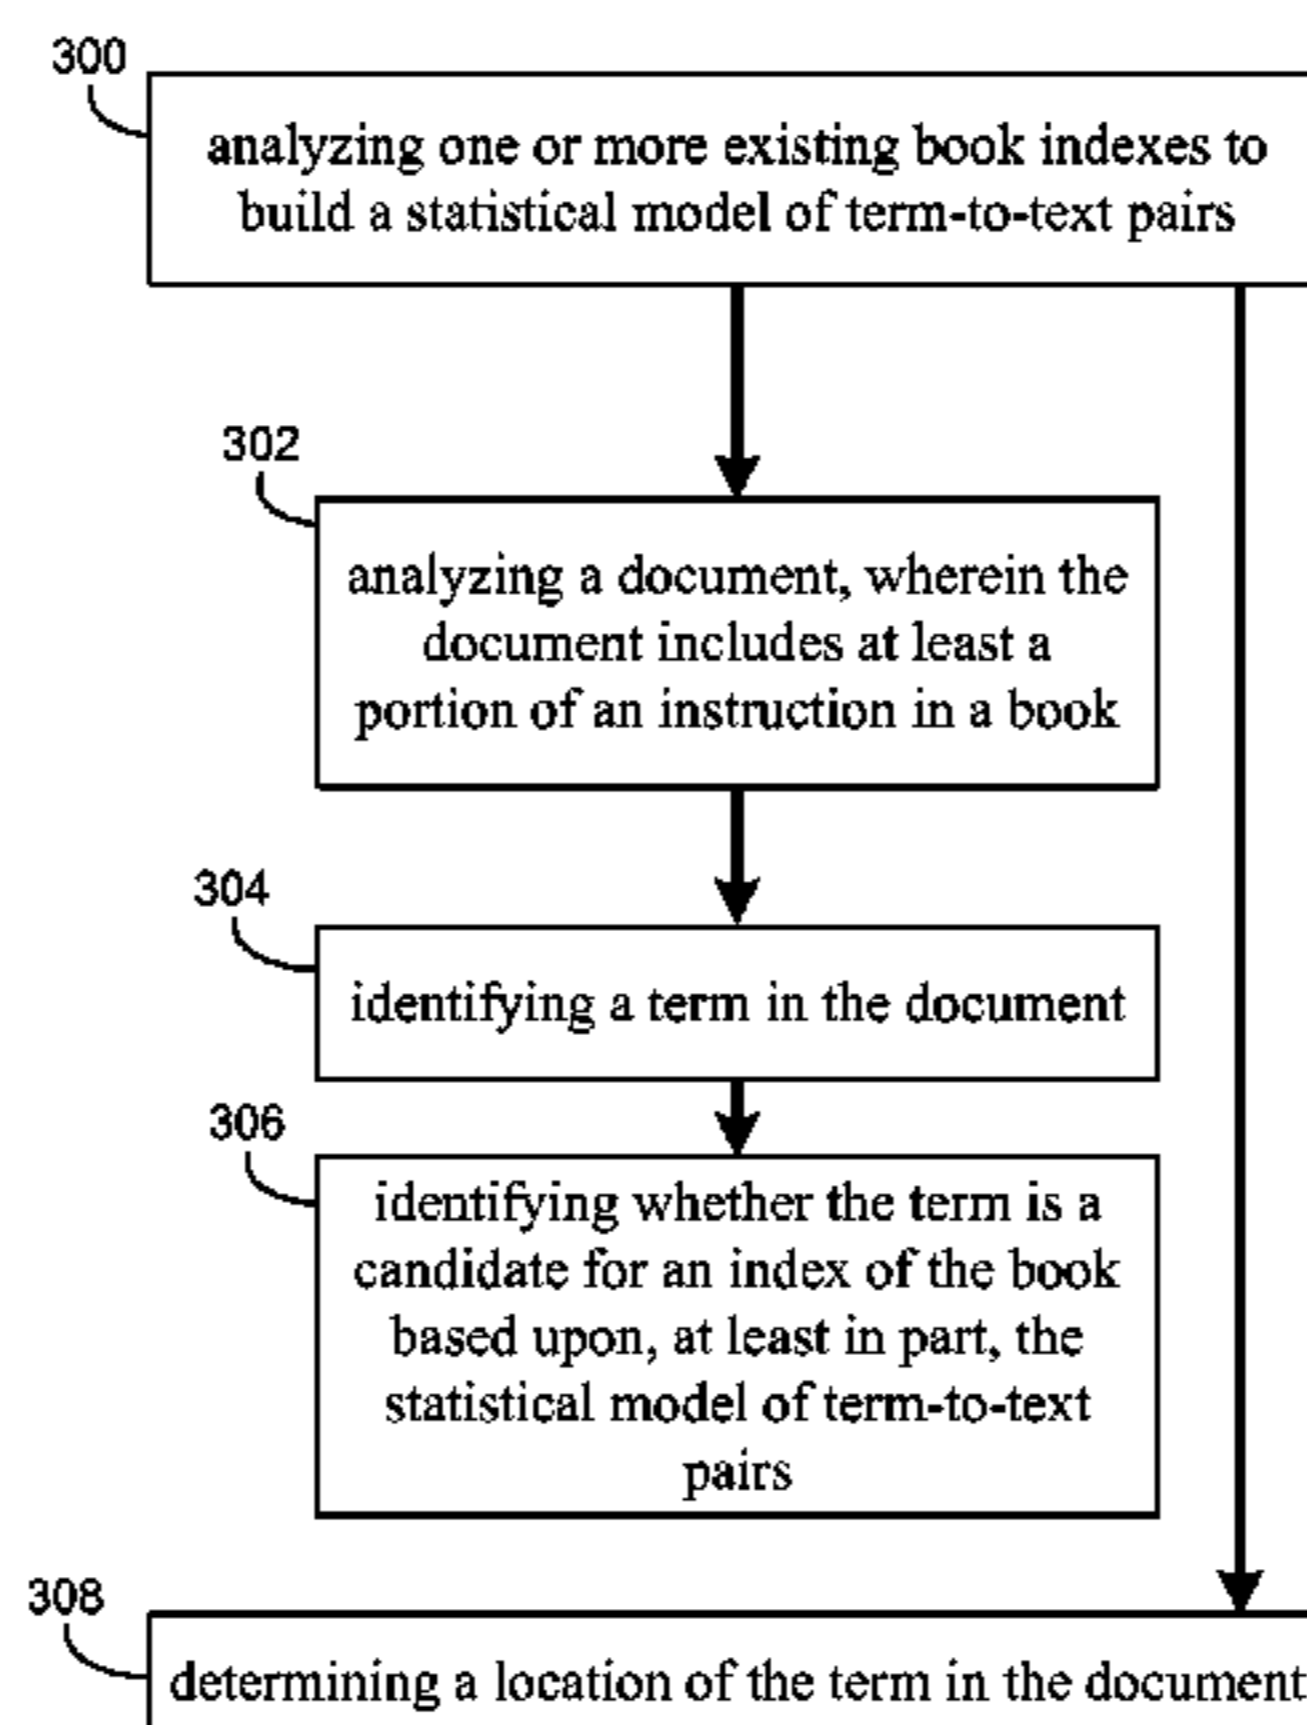 300
analyzing one or more existing book indexes to
build a statistical model of term-to-text pairs
302
analyzing a document, wherein the
document includes at least a
portion of an instruction in a book
304
identifying a term in the document
306
identifying whether the term is a
candidate for an index of the book
based upon, at least in part, the
statistical model of term-to-text
pairs
308
determining a location of the term in the document